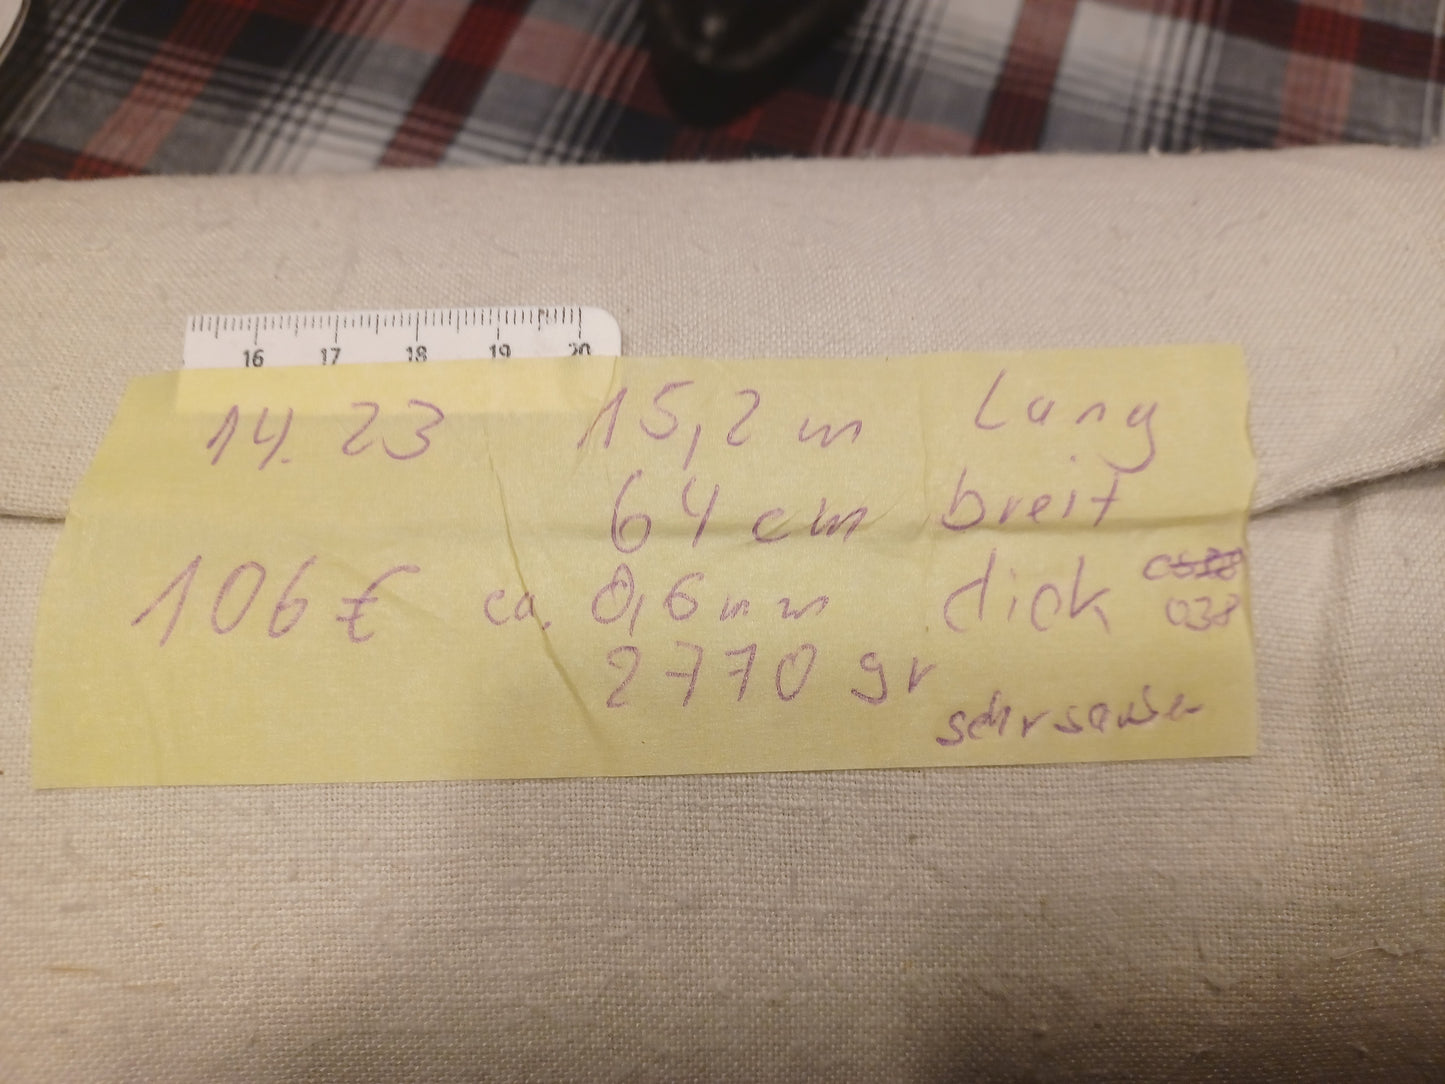 16 17 18 19 20
14. 23 15,2 m Lang
64 cm breit
106 € ca. 0,6 mm dick 038
2770 gr
sehr sauber